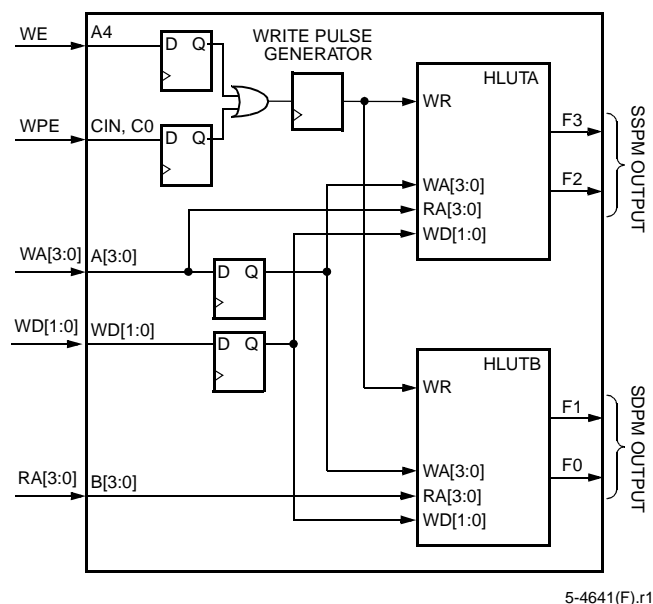 WE
A4
D Q
WRITE PULSE
GENERATOR
WPE
CIN, C0
D Q
HLUTA
WR
WA[3:0]
RA[3:0]
WD[1:0]
F3
F2
SSPM OUTPUT
WA[3:0]
A[3:0]
D Q
WD[1:0]
WD[1:0]
D Q
HLUTB
WR
WA[3:0]
RA[3:0]
WD[1:0]
F1
F0
SDPM OUTPUT
RA[3:0]
B[3:0]
5-4641(F).r1